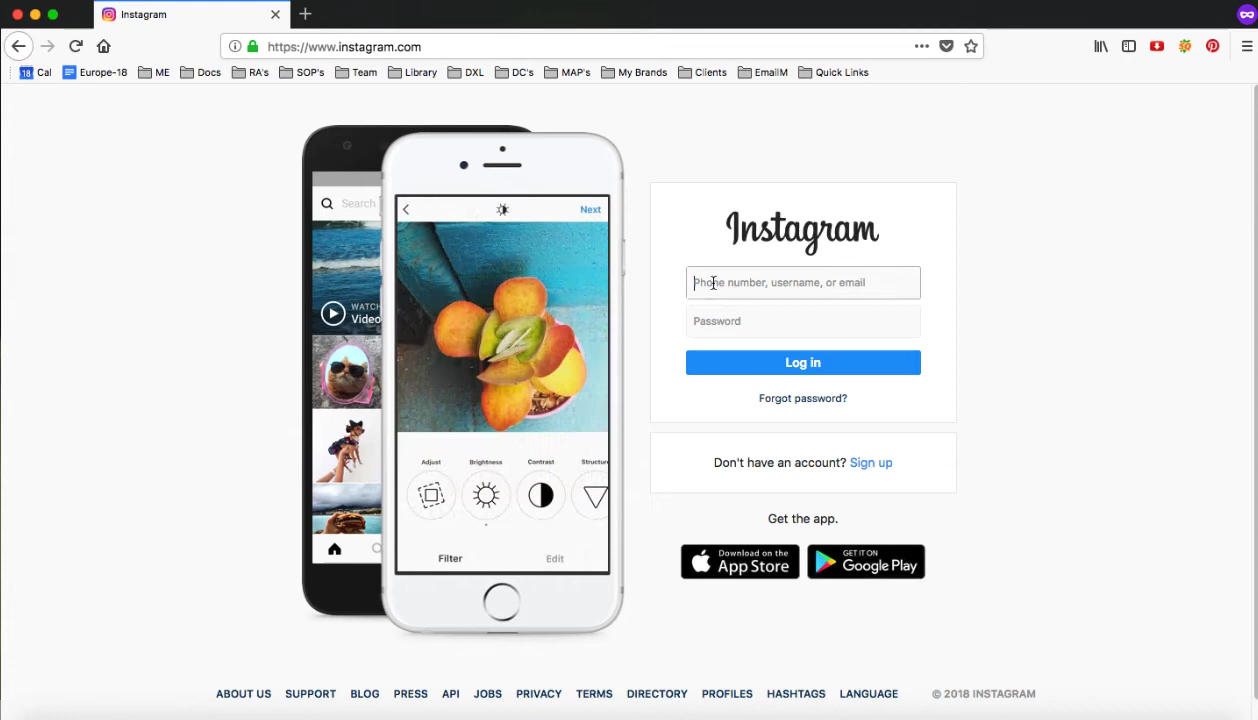 Instagram
https://www.instagram.com
18 Cal Europe-18 ME Docs RA's SOP's Team Library DXL DC's MAP's My Brands Clients EmailM Quick Links
Search
WATCH
Video
Next
Adjust Brightness Contrast Structure
Filter Edit
Instagram
Phone number, username, or email
Password
Log in
Forgot password?
Don't have an account? Sign up
Get the app.
Download on the
App Store
GET IT ON
Google Play
ABOUT US SUPPORT BLOG PRESS API JOBS PRIVACY TERMS DIRECTORY PROFILES HASHTAGS LANGUAGE © 2018 INSTAGRAM